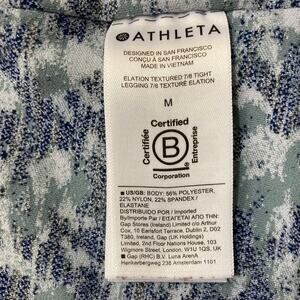 ATHLETA
DESIGNED IN SAN FRANCISCO
CONÇU À SAN FRANCISCO
MADE IN VIETNAM
ELATION TEXTURED 7/8 TIGHT
LEGGING 7/8 TEXTURÉ ELATION
M
Certified
Certifiée
B
Entreprise
Corporation
■ US/GB: BODY: 56% POLYESTER,
22% NYLON, 22% SPANDEX /
ELASTANE
DISTRIBUIDO POR / Imported
By/Importe Par / ΕΙΣΑΓΕΤΑΙ ΑΠΟ ΤΗΝ:
Gap Stores (Ireland) Limited c/o Arthur
Cox, 10 Earlsfort Terrace, Dublin 2, D02
T380, Ireland, Gap (UK Holdings)
Limited, 2nd Floor Nations House, 103
Wigmore Street, London, W1U 1QS, UK
■ Gap (RHC) B.V. Luna ArenA
Herikerbergweg 238 Amsterdam 1101